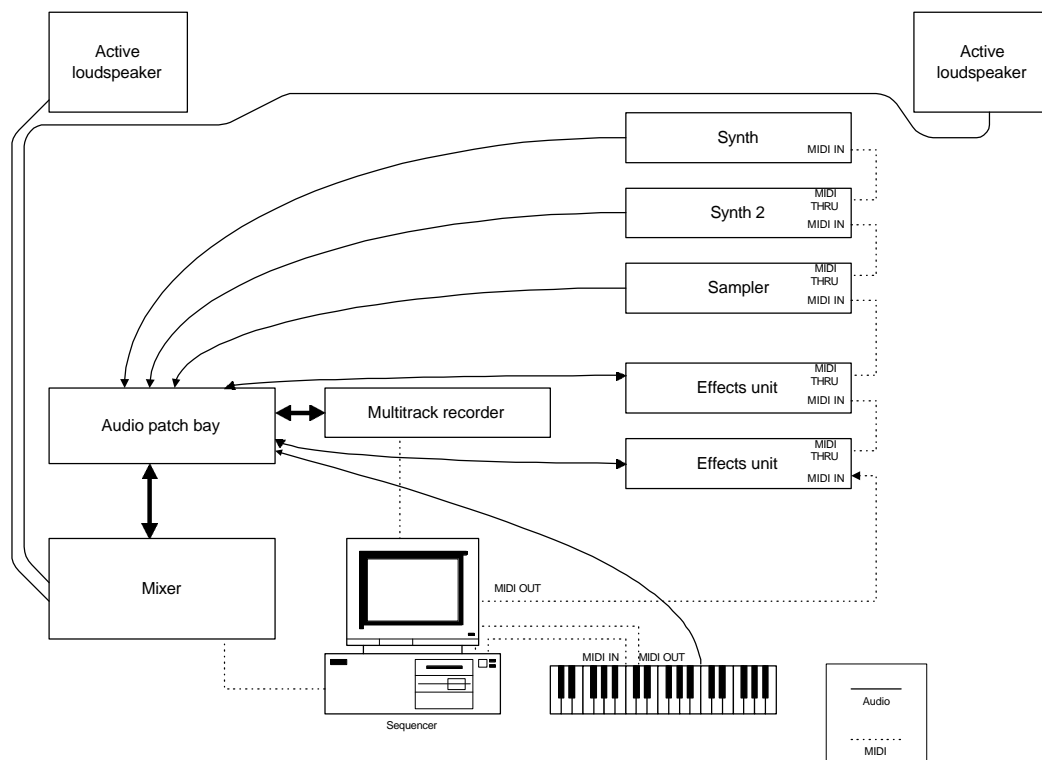 Active
loudspeaker
Active
loudspeaker
Synth
MIDI IN
Synth 2
MIDI
THRU
MIDI IN
Sampler
MIDI
THRU
MIDI IN
Effects unit
MIDI
THRU
MIDI IN
Audio patch bay
Multitrack recorder
Effects unit
MIDI
THRU
MIDI IN
Mixer
MIDI OUT
MIDI IN
MIDI OUT
Sequencer
Audio
MIDI